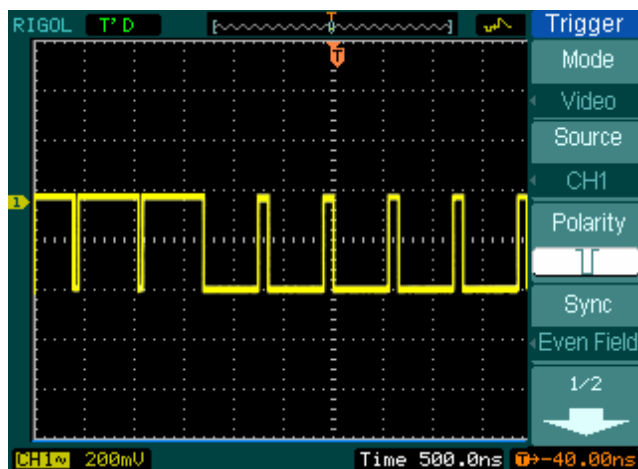 RIGOL T'D
Trigger
T
Mode
Video
Source
1
CH1
Polarity
Sync
Even Field
1/2
CH1~ 200mV Time 500.0ns T→-40.00ns